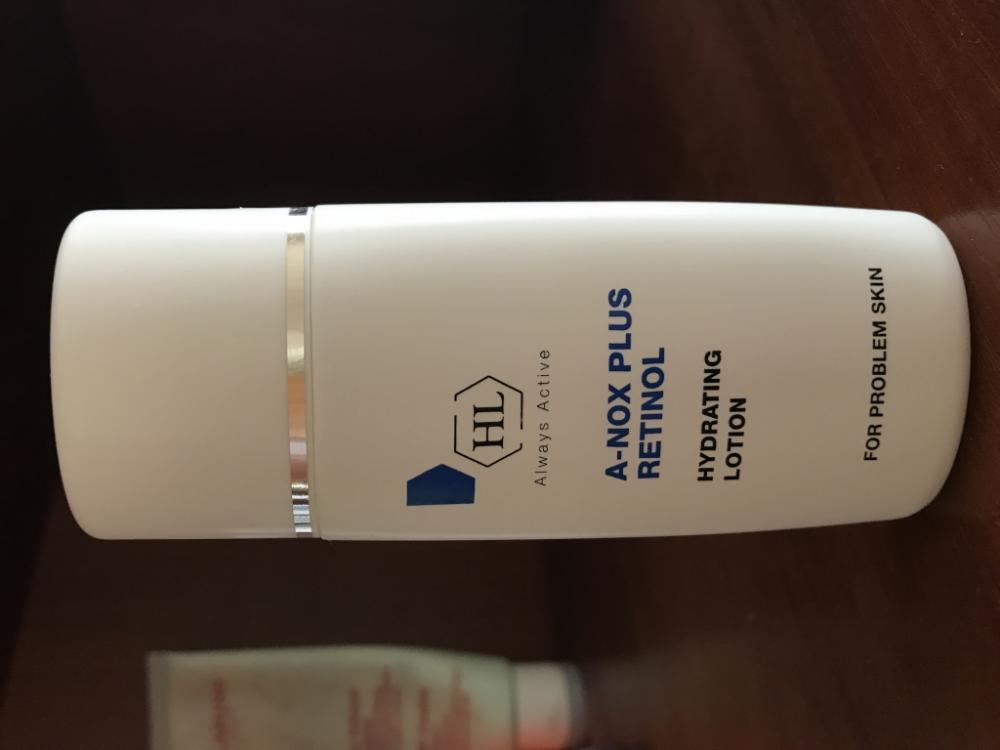 HL
Always Active
A-NOX PLUS
RETINOL
HYDRATING
LOTION
FOR PROBLEM SKIN